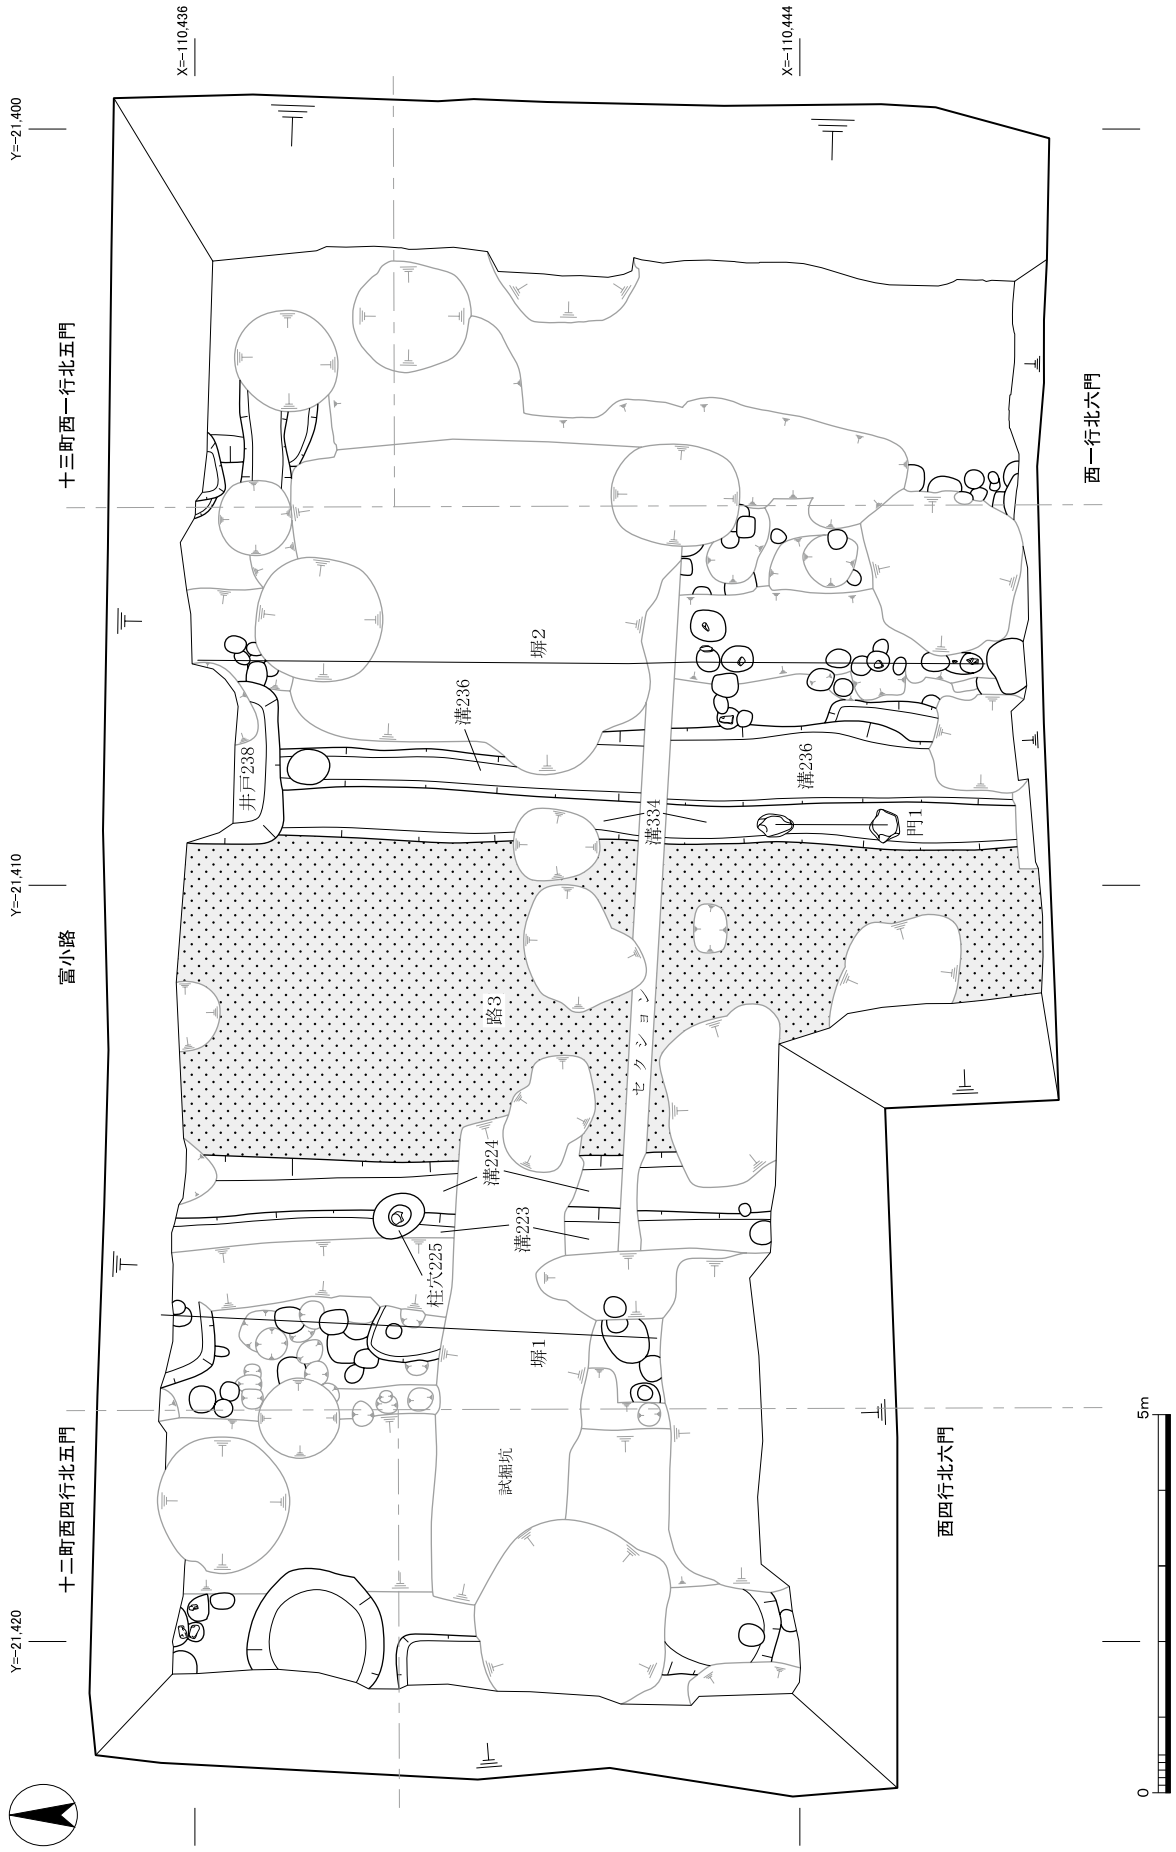 X=-110,436
X=-110,444
Y=-21,400
Y=-21,410
Y=-21,420
十三町西一行北五門
西一行北六門
富小路
十二町西四行北五門
西四行北六門
塀2
溝236
井戸238
溝236
溝334
門1
路3
セクション
溝224
溝223
柱穴225
塀1
試掘坑
0
5m